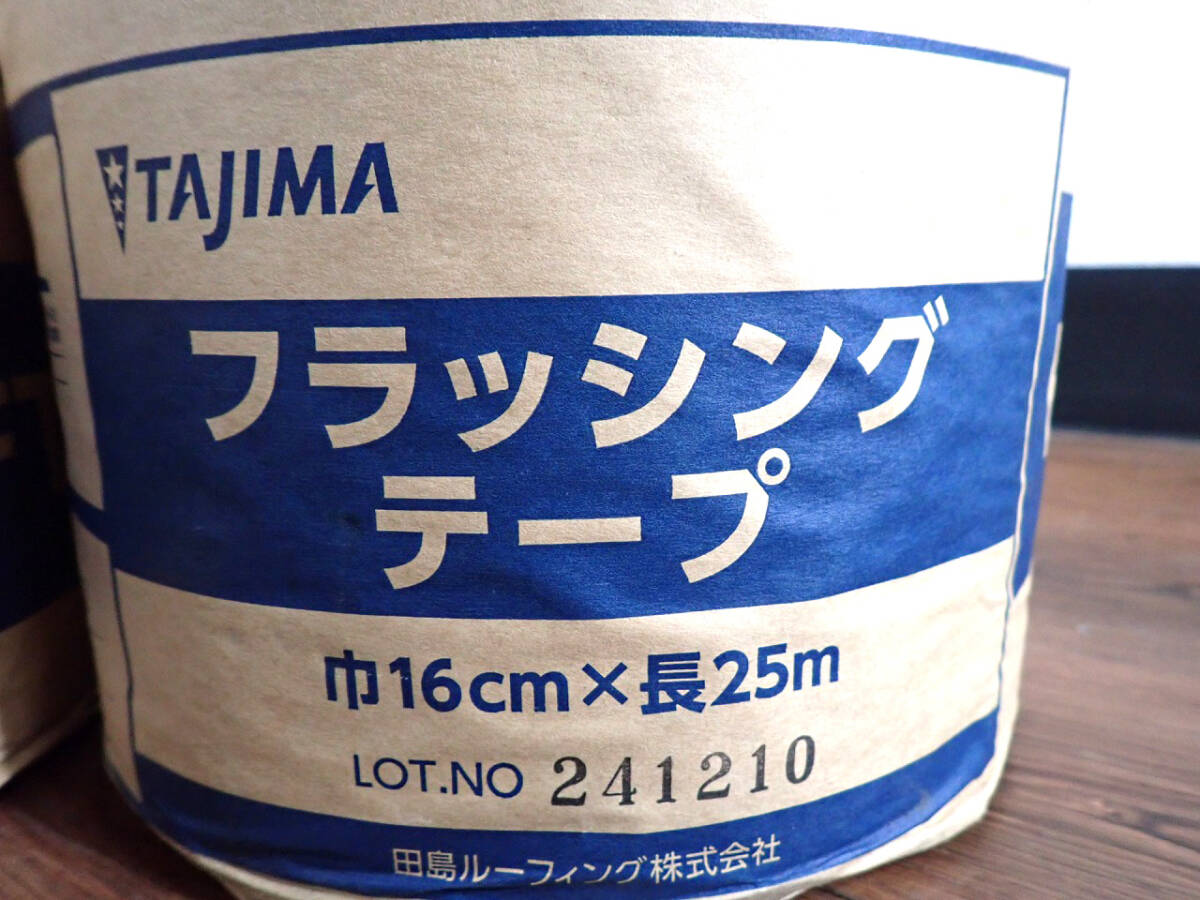 TAJIMA
フラッシング
テープ
巾16cm×長25m
LOT.NO 241210
田島ルーフィング株式会社